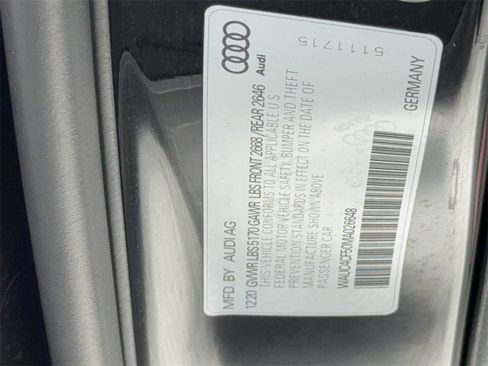 Audi
5111715
MFD. BY AUDI AG
12.20 GVWR LBS 5170 GAWR LBS FRONT 2668 / REAR 2646
THIS VEHICLE CONFORMS TO ALL APPLICABLE U S
FEDERAL MOTOR VEHICLE SAFETY, BUMPER AND THEFT
PREVENTION STANDARDS IN EFFECT ON THE DATE OF
MANUFACTURE SHOWN ABOVE
PASSENGER CAR
WAUC4CF50MA026648
GERMANY